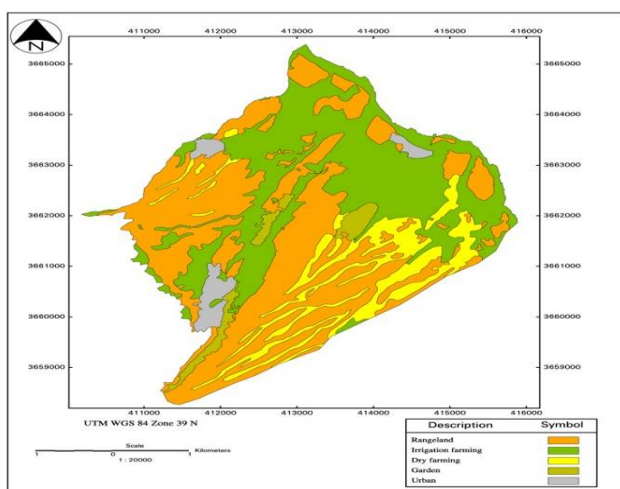 N
411000 412000 413000 414000 415000 416000
3665000 3665000
3664000 3664000
3663000 3663000
3662000 3662000
3661000 3661000
3660000 3660000
3659000 3659000
411000 412000 413000 414000 415000 416000
UTM WGS 84 Zone 39 N
Scale
1 0 1 Kilometers
1 : 20000
Description Symbol
Rangeland
Irrigation farming
Dry farming
Garden
Urban